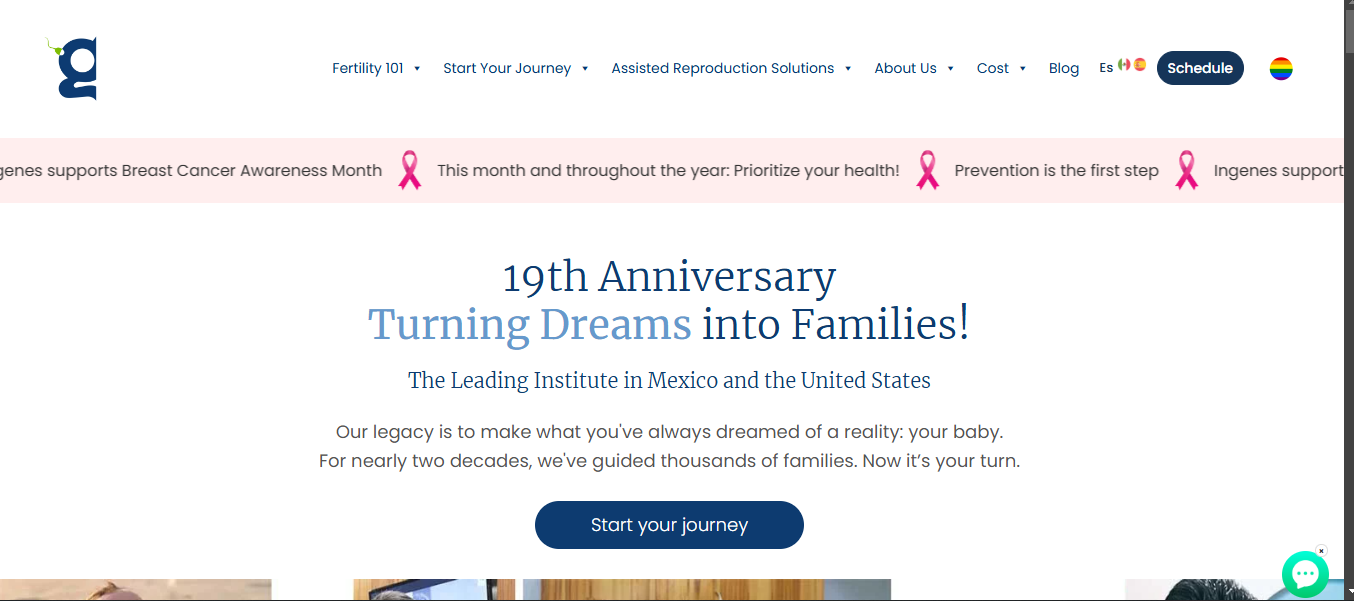 g
Fertility 101
Start Your Journey
Assisted Reproduction Solutions
About Us
Cost
Blog
Es
Schedule
genes supports Breast Cancer Awareness Month
This month and throughout the year: Prioritize your health!
Prevention is the first step
Ingenes support
19th Anniversary
Turning Dreams into Families!
The Leading Institute in Mexico and the United States
Our legacy is to make what you've always dreamed of a reality: your baby.
For nearly two decades, we've guided thousands of families. Now it’s your turn.
Start your journey